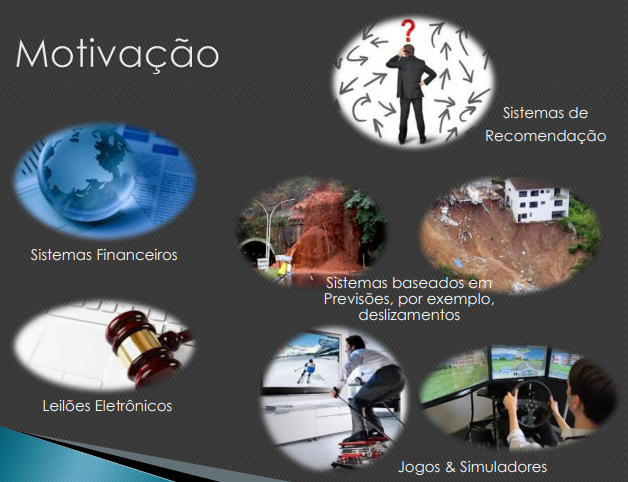 Motivação
?
Sistemas de
Recomendação
Sistemas Financeiros
Sistemas baseados em
Previsões, por exemplo,
deslizamentos
Leilões Eletrônicos
Jogos & Simuladores